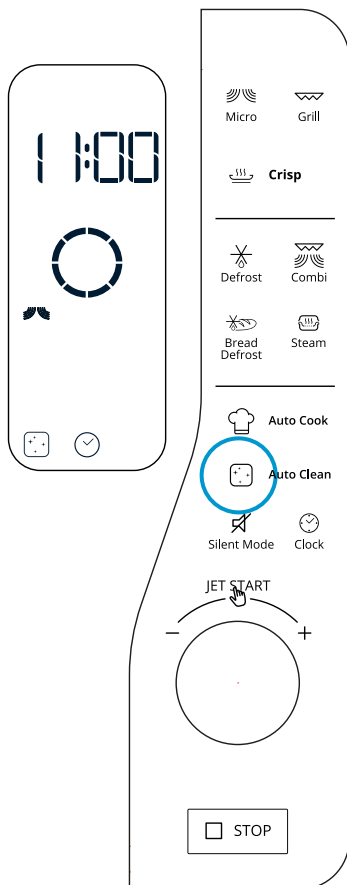 11:00
Micro Grill
Crisp
Defrost Combi
Bread Steam
Defrost
Auto Cook
Auto Clean
Silent Mode Clock
JET START
− +
STOP